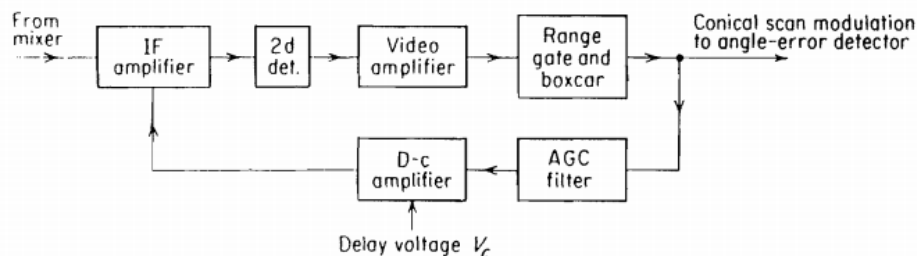 From
mixer
IF
amplifier
2d
det.
Video
amplifier
Range
gate and
boxcar
Conical scan modulation
to angle-error detector
D-c
amplifier
AGC
filter
Delay voltage Vc